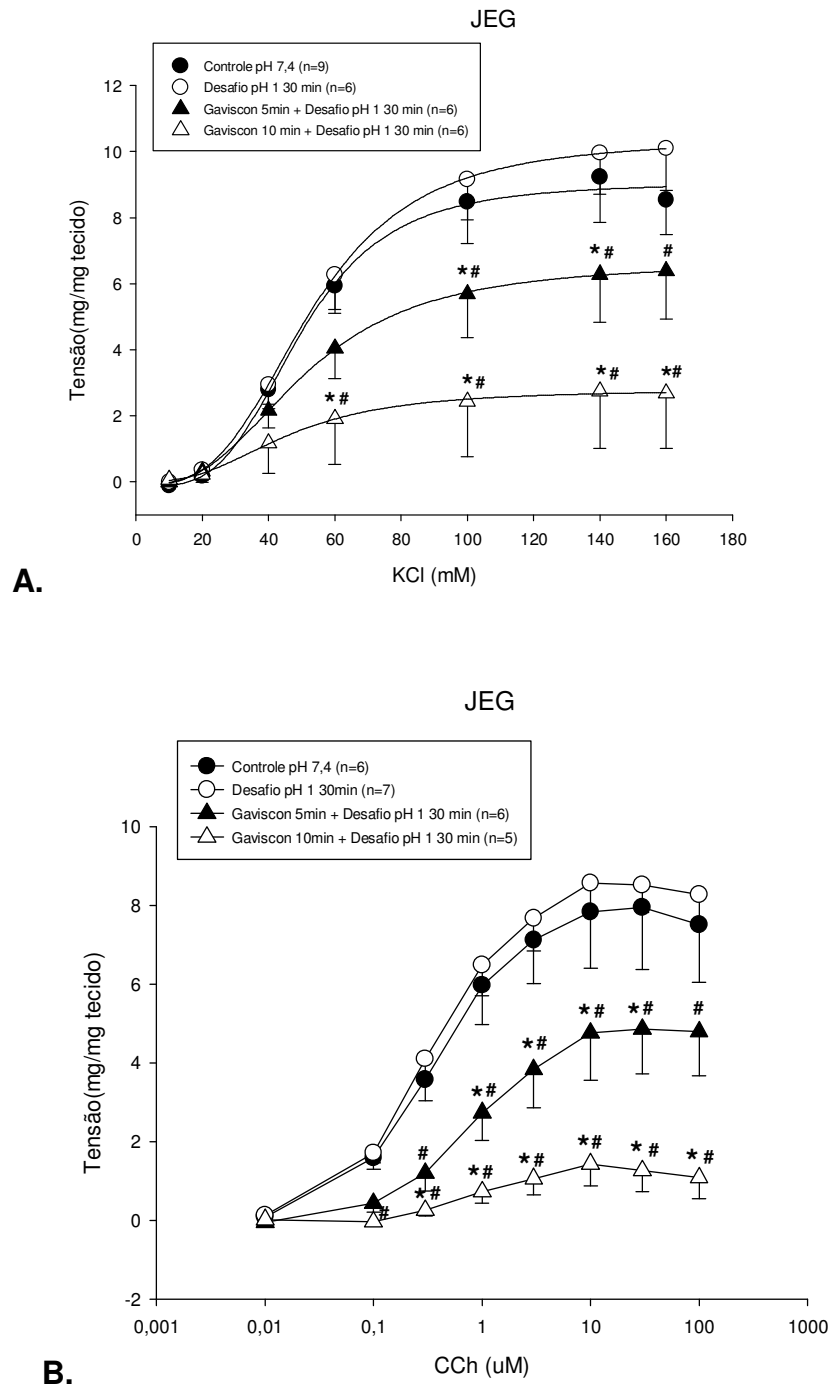 JEG
Controle pH 7,4 (n=9)
Desafio pH 1 30 min (n=6)
Gaviscon 5min + Desafio pH 1 30 min (n=6)
Gaviscon 10 min + Desafio pH 1 30 min (n=6)
Tensão(mg/mg tecido)
12
10
8
6
4
2
0
*# *# #
*# *# *# *#
0 20 40 60 80 100 120 140 160 180
KCl (mM)
A.
JEG
Controle pH 7,4 (n=6)
Desafio pH 1 30min (n=7)
Gaviscon 5min + Desafio pH 1 30 min (n=6)
Gaviscon 10min + Desafio pH 1 30 min (n=5)
Tensão(mg/mg tecido)
10
8
6
4
2
0
-2
# *# *# *# *# #
# *# *# *# *# *# *#
0,001 0,01 0,1 1 10 100 1000
CCh (uM)
B.